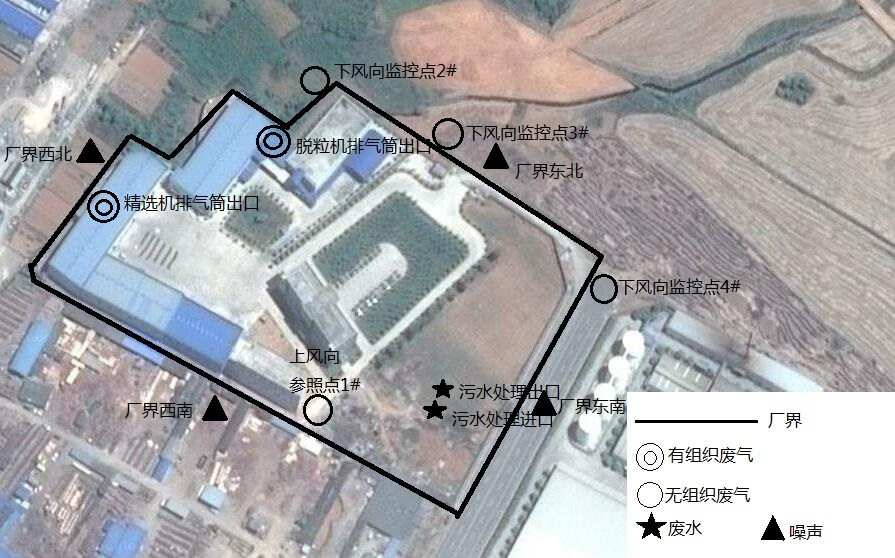 下风向监控点2#
下风向监控点3#
脱粒机排气筒出口
厂界西北
厂界东北
精选机排气筒出口
下风向监控点4#
上风向
参照点1#
污水处理出口
厂界西南
厂界东南
污水处理进口
厂界
有组织废气
无组织废气
废水
噪声